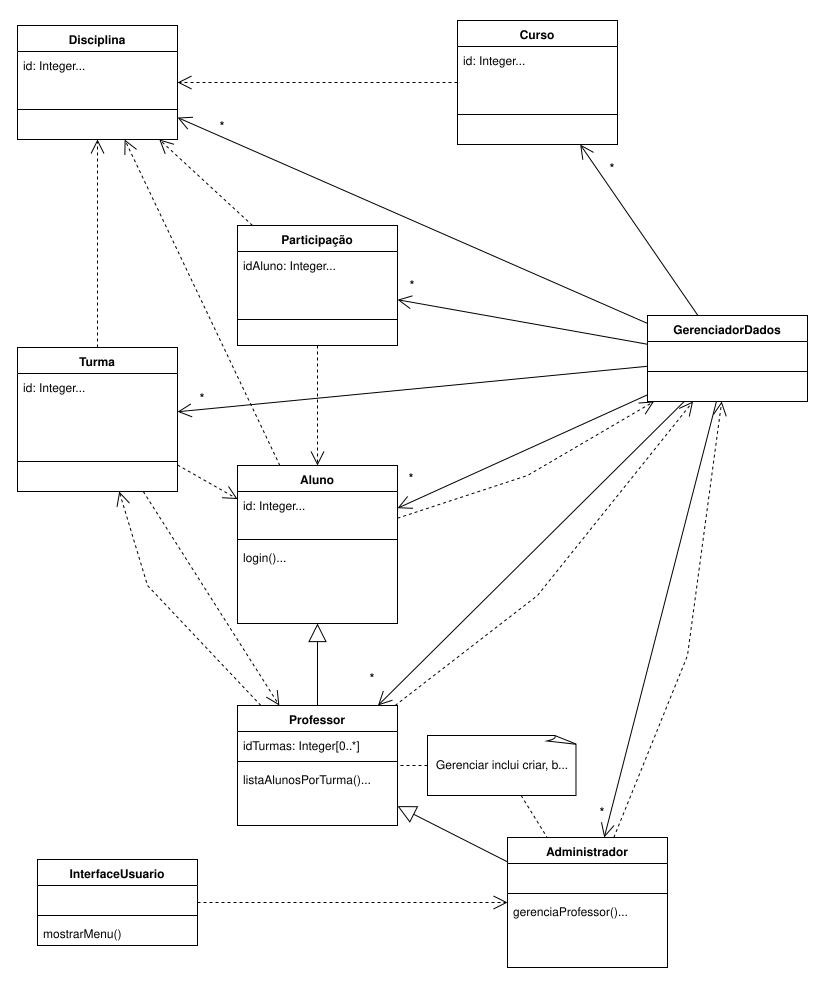 Disciplina
id: Integer...
Curso
id: Integer...
*
*
Participação
idAluno: Integer...
*
GerenciadorDados
Turma
id: Integer...
*
Aluno
id: Integer...
login()...
*
*
Professor
idTurmas: Integer[0..*]
listaAlunosPorTurma()...
Gerenciar inclui criar, b...
*
Administrador
gerenciaProfessor()...
InterfaceUsuario
mostrarMenu()